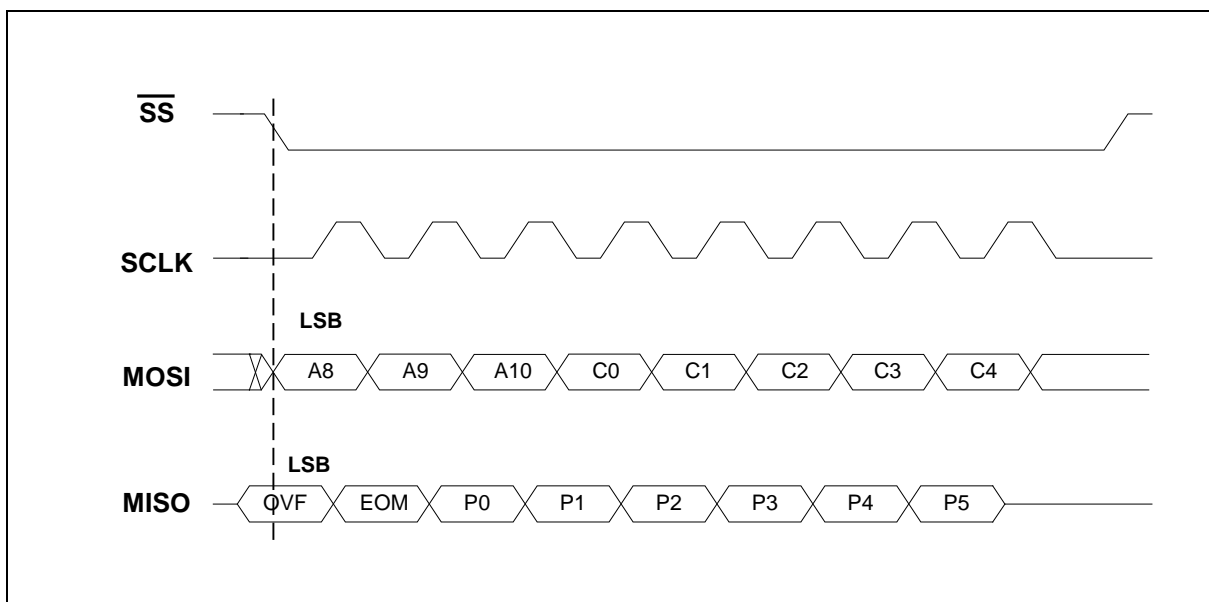 SS
SCLK
LSB
MOSI A8 A9 A10 C0 C1 C2 C3 C4
LSB
MISO OVF EOM P0 P1 P2 P3 P4 P5